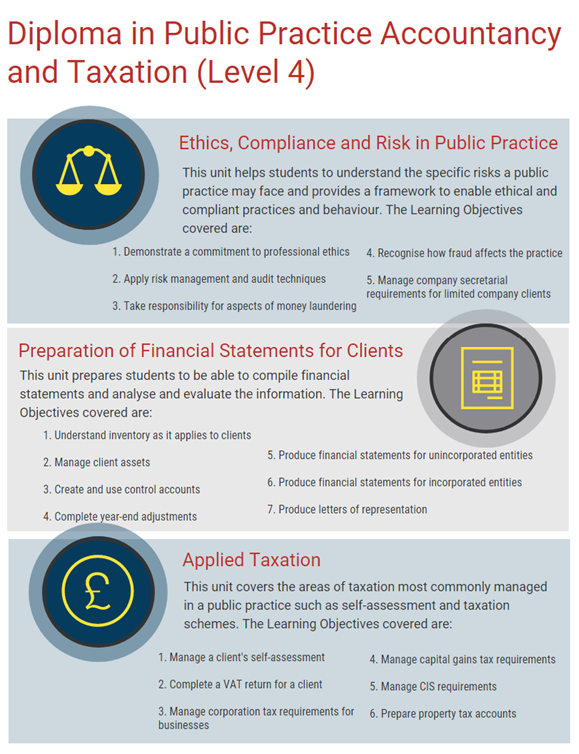 Diploma in Public Practice Accountancy
and Taxation (Level 4)
Ethics, Compliance and Risk in Public Practice
This unit helps students to understand the specific risks a public
practice may face and provides a framework to enable ethical and
compliant practices and behaviour. The Learning Objectives
covered are:
1. Demonstrate a commitment to professional ethics
2. Apply risk management and audit techniques
3. Take responsibility for aspects of money laundering
4. Recognise how fraud affects the practice
5. Manage company secretarial
requirements for limited company clients
Preparation of Financial Statements for Clients
This unit prepares students to be able to compile financial
statements and analyse and evaluate the information. The Learning
Objectives covered are:
1. Understand inventory as it applies to clients
2. Manage client assets
3. Create and use control accounts
4. Complete year-end adjustments
5. Produce financial statements for unincorporated entities
6. Produce financial statements for incorporated entities
7. Produce letters of representation
£
Applied Taxation
This unit covers the areas of taxation most commonly managed
in a public practice such as self-assessment and taxation
schemes. The Learning Objectives covered are:
1. Manage a client's self-assessment
2. Complete a VAT return for a client
3. Manage corporation tax requirements for
businesses
4. Manage capital gains tax requirements
5. Manage CIS requirements
6. Prepare property tax accounts